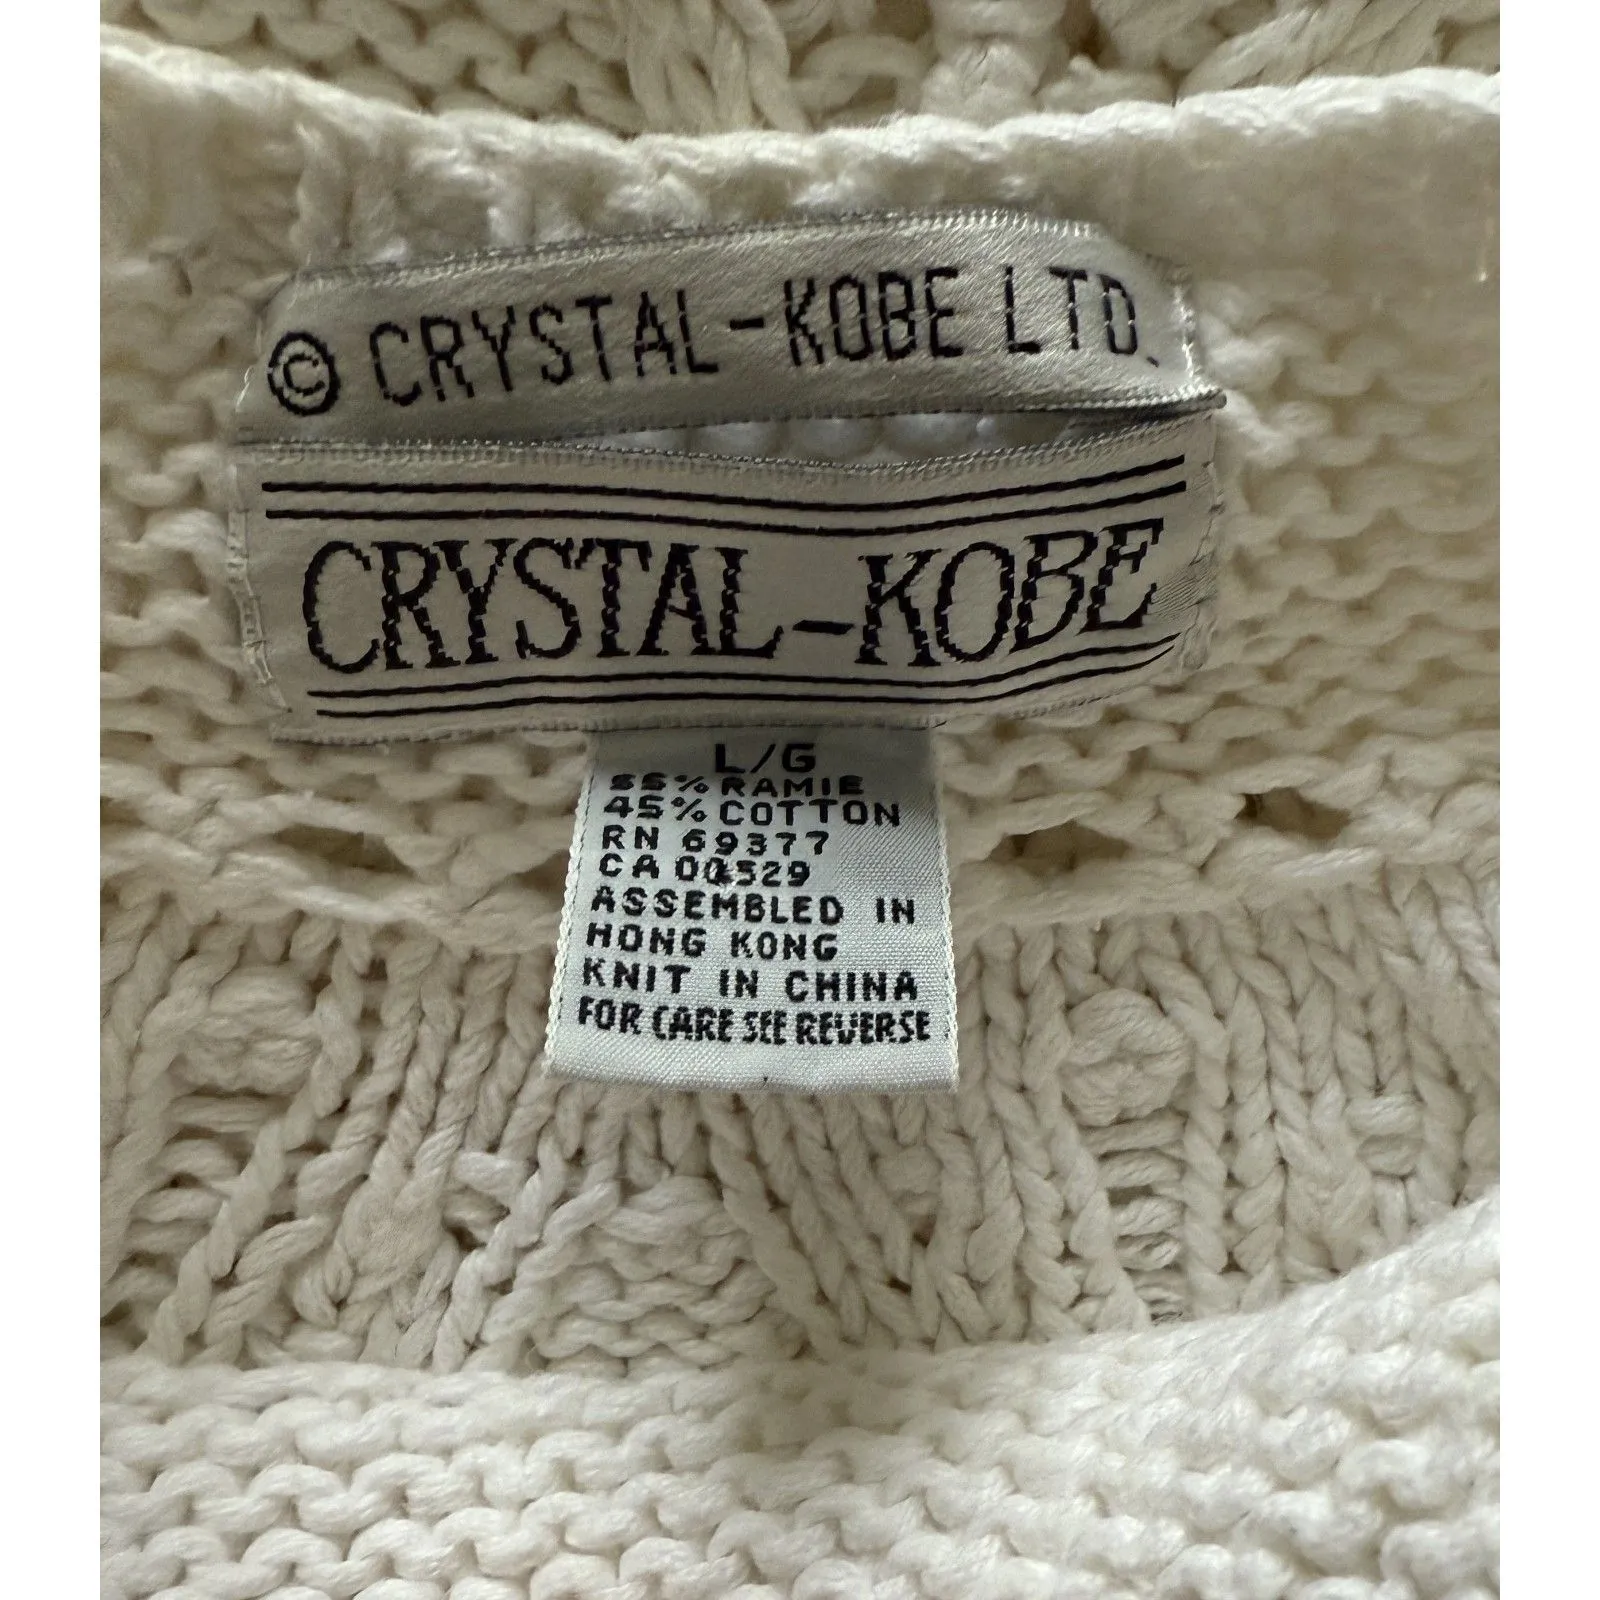 © CRYSTAL-KOBE LTD.
CRYSTAL-KOBE
L/G
55% RAMIE
45% COTTON
RN 69377
CA 00529
ASSEMBLED IN
HONG KONG
KNIT IN CHINA
FOR CARE SEE REVERSE